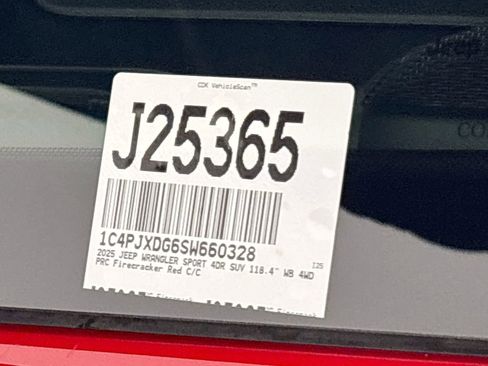 CDK VehicleScan™
J25365
1C4PJXDG6SW660328
I25
2025 JEEP WRANGLER SPORT 4DR SUV 118.4" WB 4WD
PRC Firecracker Red C/C